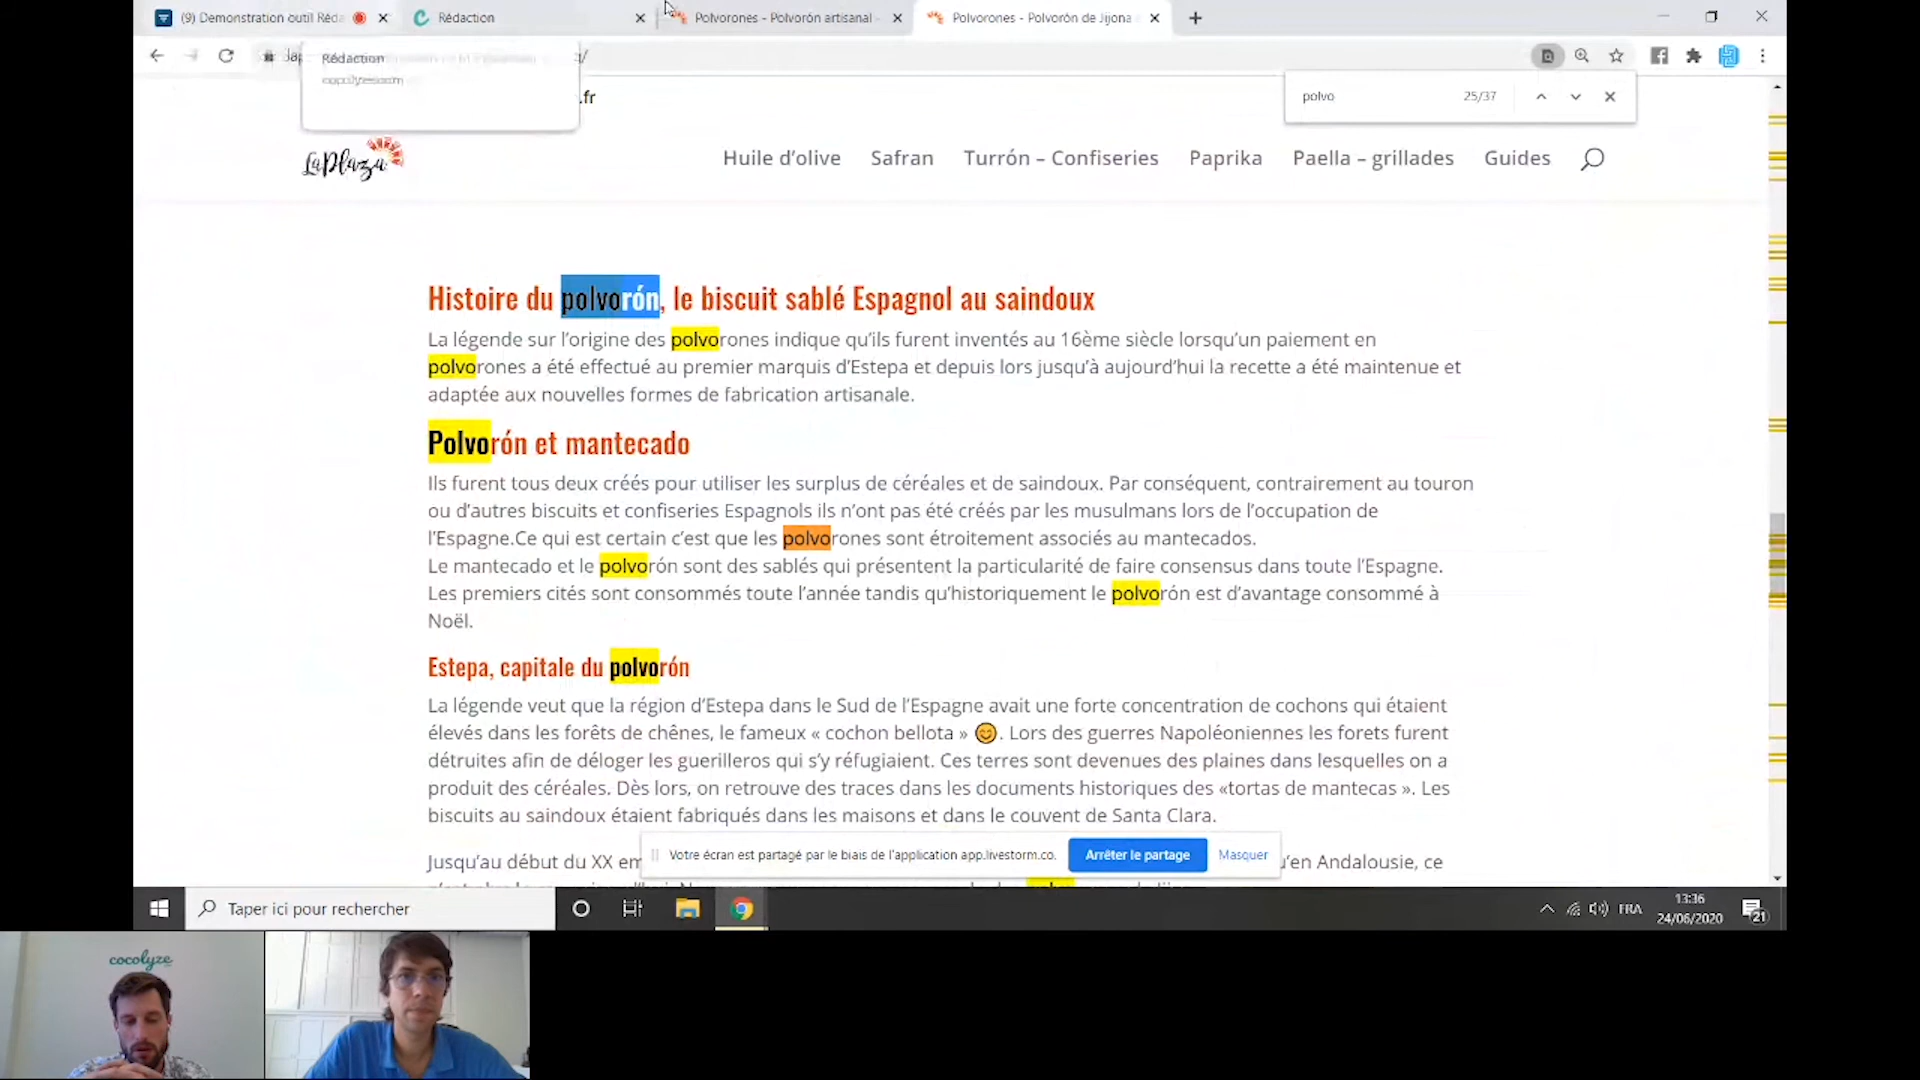 (9) Demonstration outil Réda
Rédaction
Polvorones - Polvorón artisanal -
Polvorones - Polvorón de Jijona
Rédaction
.fr
polvo
25/37
LaPlaza
Huile d'olive
Safran
Turrón – Confiseries
Paprika
Paella – grillades
Guides
Histoire du polvorón, le biscuit sablé Espagnol au saindoux
La légende sur l'origine des polvorones indique qu'ils furent inventés au 16ème siècle lorsqu'un paiement en
polvorones a été effectué au premier marquis d'Estepa et depuis lors jusqu'à aujourd'hui la recette a été maintenue et
adaptée aux nouvelles formes de fabrication artisanale.
Polvorón et mantecado
Ils furent tous deux créés pour utiliser les surplus de céréales et de saindoux. Par conséquent, contrairement au touron
ou d'autres biscuits et confiseries Espagnols ils n'ont pas été créés par les musulmans lors de l'occupation de
l'Espagne.Ce qui est certain c'est que les polvorones sont étroitement associés au mantecados.
Le mantecado et le polvorón sont des sablés qui présentent la particularité de faire consensus dans toute l'Espagne.
Les premiers cités sont consommés toute l'année tandis qu'historiquement le polvorón est d'avantage consommé à
Noël.
Estepa, capitale du polvorón
La légende veut que la région d'Estepa dans le Sud de l'Espagne avait une forte concentration de cochons qui étaient
élevés dans les forêts de chênes, le fameux « cochon bellota » 😊. Lors des guerres Napoléoniennes les forets furent
détruites afin de déloger les guerilleros qui s'y réfugiaient. Ces terres sont devenues des plaines dans lesquelles on a
produit des céréales. Dès lors, on retrouve des traces dans les documents historiques des «tortas de mantecas ». Les
biscuits au saindoux étaient fabriqués dans les maisons et dans le couvent de Santa Clara.
Jusqu'au début du XX em
u'en Andalousie, ce
Votre écran est partagé par le biais de l'application app.livestorm.co.
Arrêter le partage
Masquer
Taper ici pour rechercher
FRA
13:36
24/06/2020
21
cocolyze